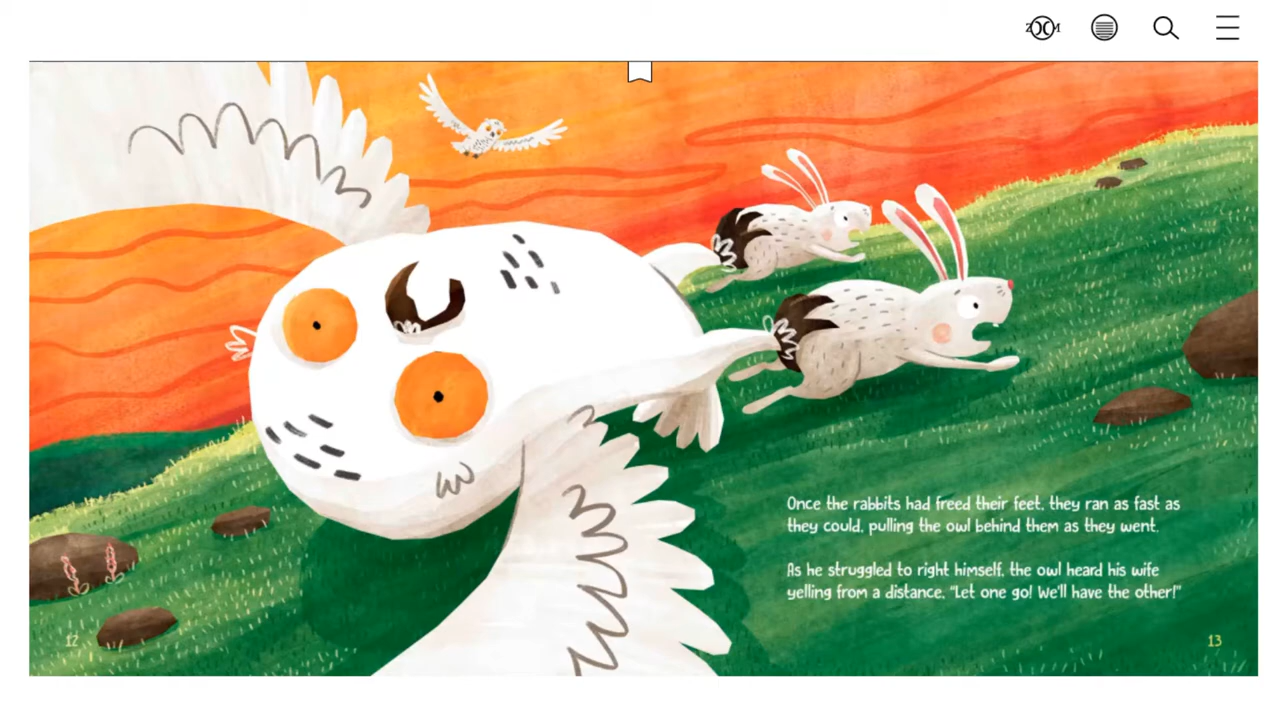 ZOOM
Once the rabbits had freed their feet, they ran as fast as
they could, pulling the owl behind them as they went.
As he struggled to right himself, the owl heard his wife
yelling from a distance, "Let one go! We'll have the other!"
12
13